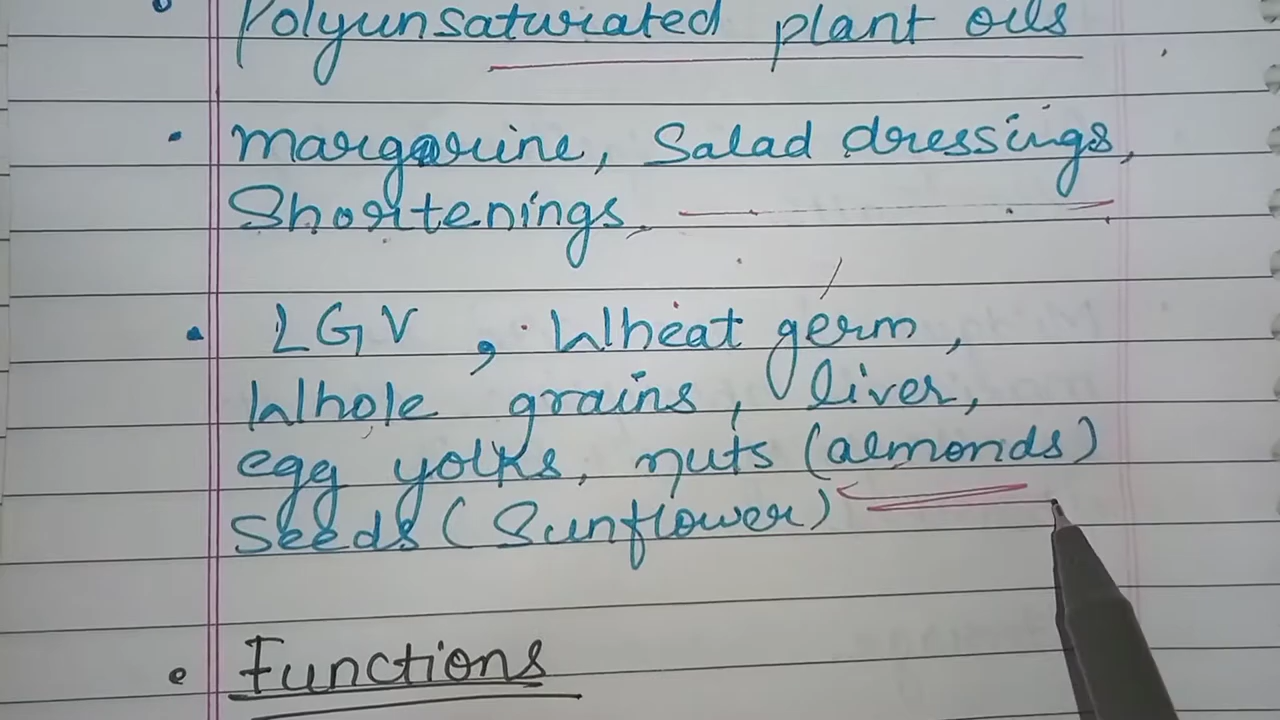 • Polyunsaturated plant oils
• margarine, Salad dressings,
Shortenings,
• LGV, Wheat germ,
Whole grains, liver,
egg yolks, nuts (almonds)
Seeds (Sunflower)
• Functions